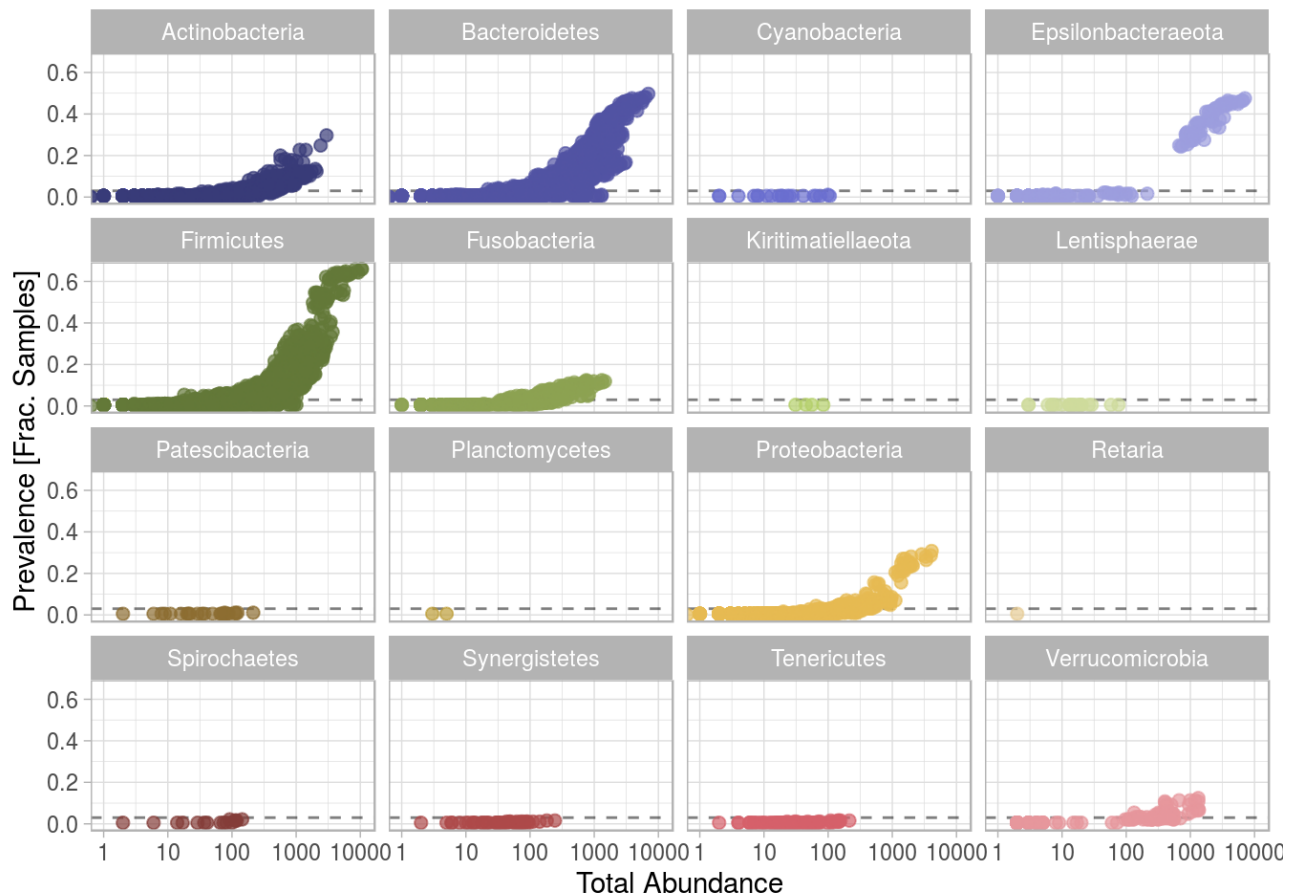 Actinobacteria Bacteroidetes Cyanobacteria Epsilonbacteraeota
0.6
0.4
0.2
0.0
Firmicutes Fusobacteria Kiritimatiellaeota Lentisphaerae
0.6
0.4
0.2
0.0
Prevalence [Frac. Samples]
Patescibacteria Planctomycetes Proteobacteria Retaria
0.6
0.4
0.2
0.0
Spirochaetes Synergistetes Tenericutes Verrucomicrobia
0.6
0.4
0.2
0.0
1 10 100 1000 10000 1 10 100 1000 10000 1 10 100 1000 10000 1 10 100 1000 10000
Total Abundance